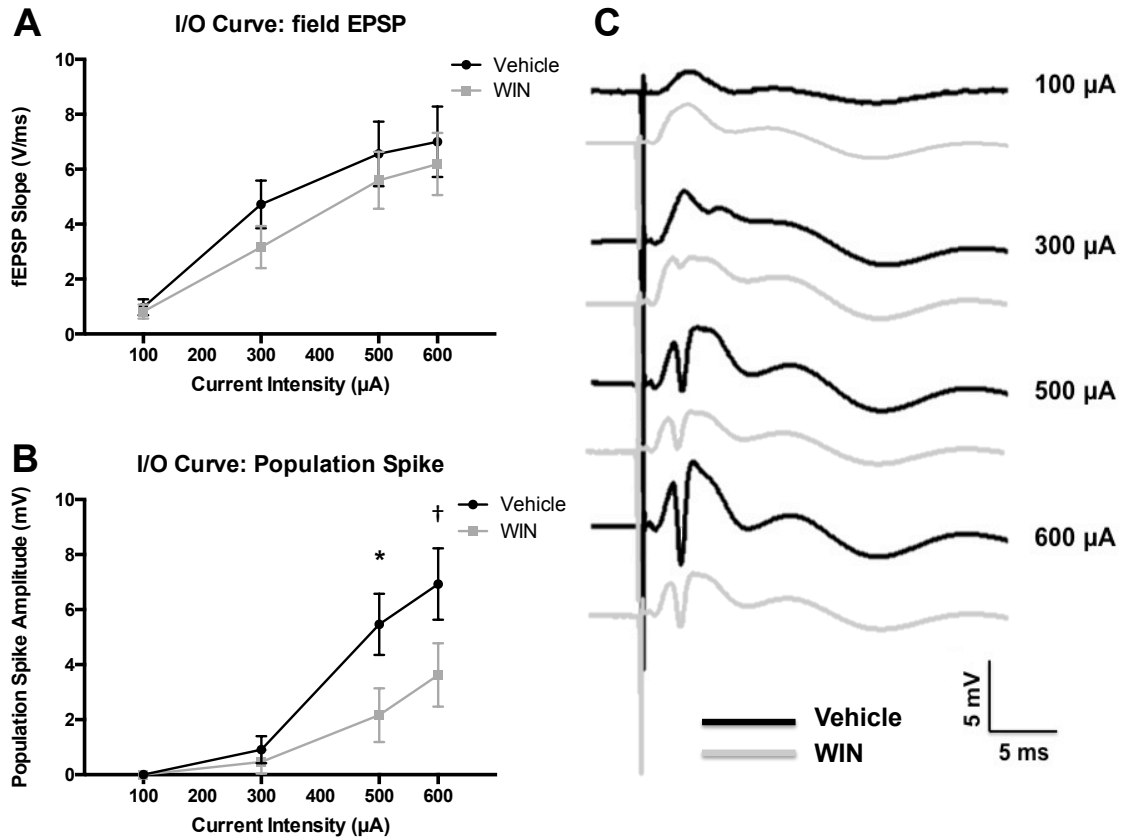 A
I/O Curve: field EPSP
Vehicle
WIN
fEPSP Slope (V/ms)
10
8
6
4
2
0
100 200 300 400 500 600
Current Intensity (µA)
B
I/O Curve: Population Spike
Vehicle
WIN
†
*
Population Spike Amplitude (mV)
10
8
6
4
2
0
100 200 300 400 500 600
Current Intensity (µA)
C
100 µA
300 µA
500 µA
600 µA
Vehicle
WIN
5 mV
5 ms